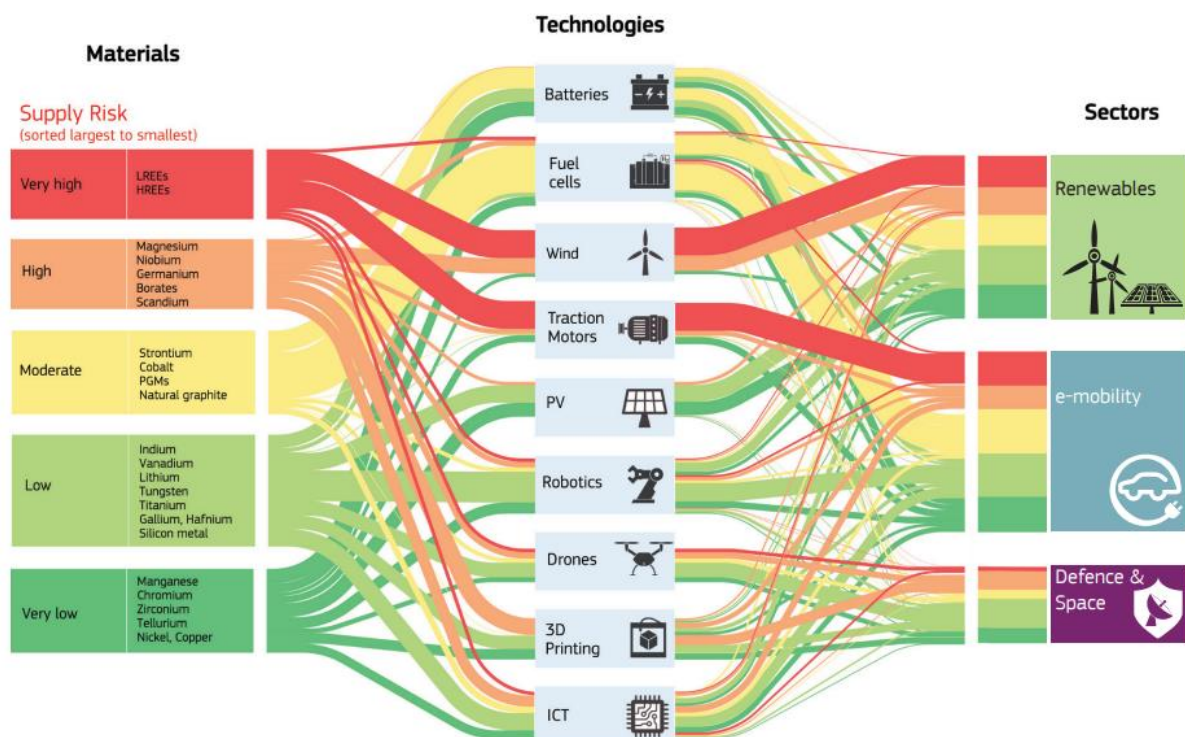 Technologies
Materials
Supply Risk
(sorted largest to smallest)
Very high
LREEs
HREEs
High
Magnesium
Niobium
Germanium
Borates
Scandium
Moderate
Strontium
Cobalt
PGMs
Natural graphite
Low
Indium
Vanadium
Lithium
Tungsten
Titanium
Gallium, Hafnium
Silicon metal
Very low
Manganese
Chromium
Zirconium
Tellurium
Nickel, Copper
Batteries
Fuel
cells
Wind
Traction
Motors
PV
Robotics
Drones
3D
Printing
ICT
Sectors
Renewables
e-mobility
Defence &
Space